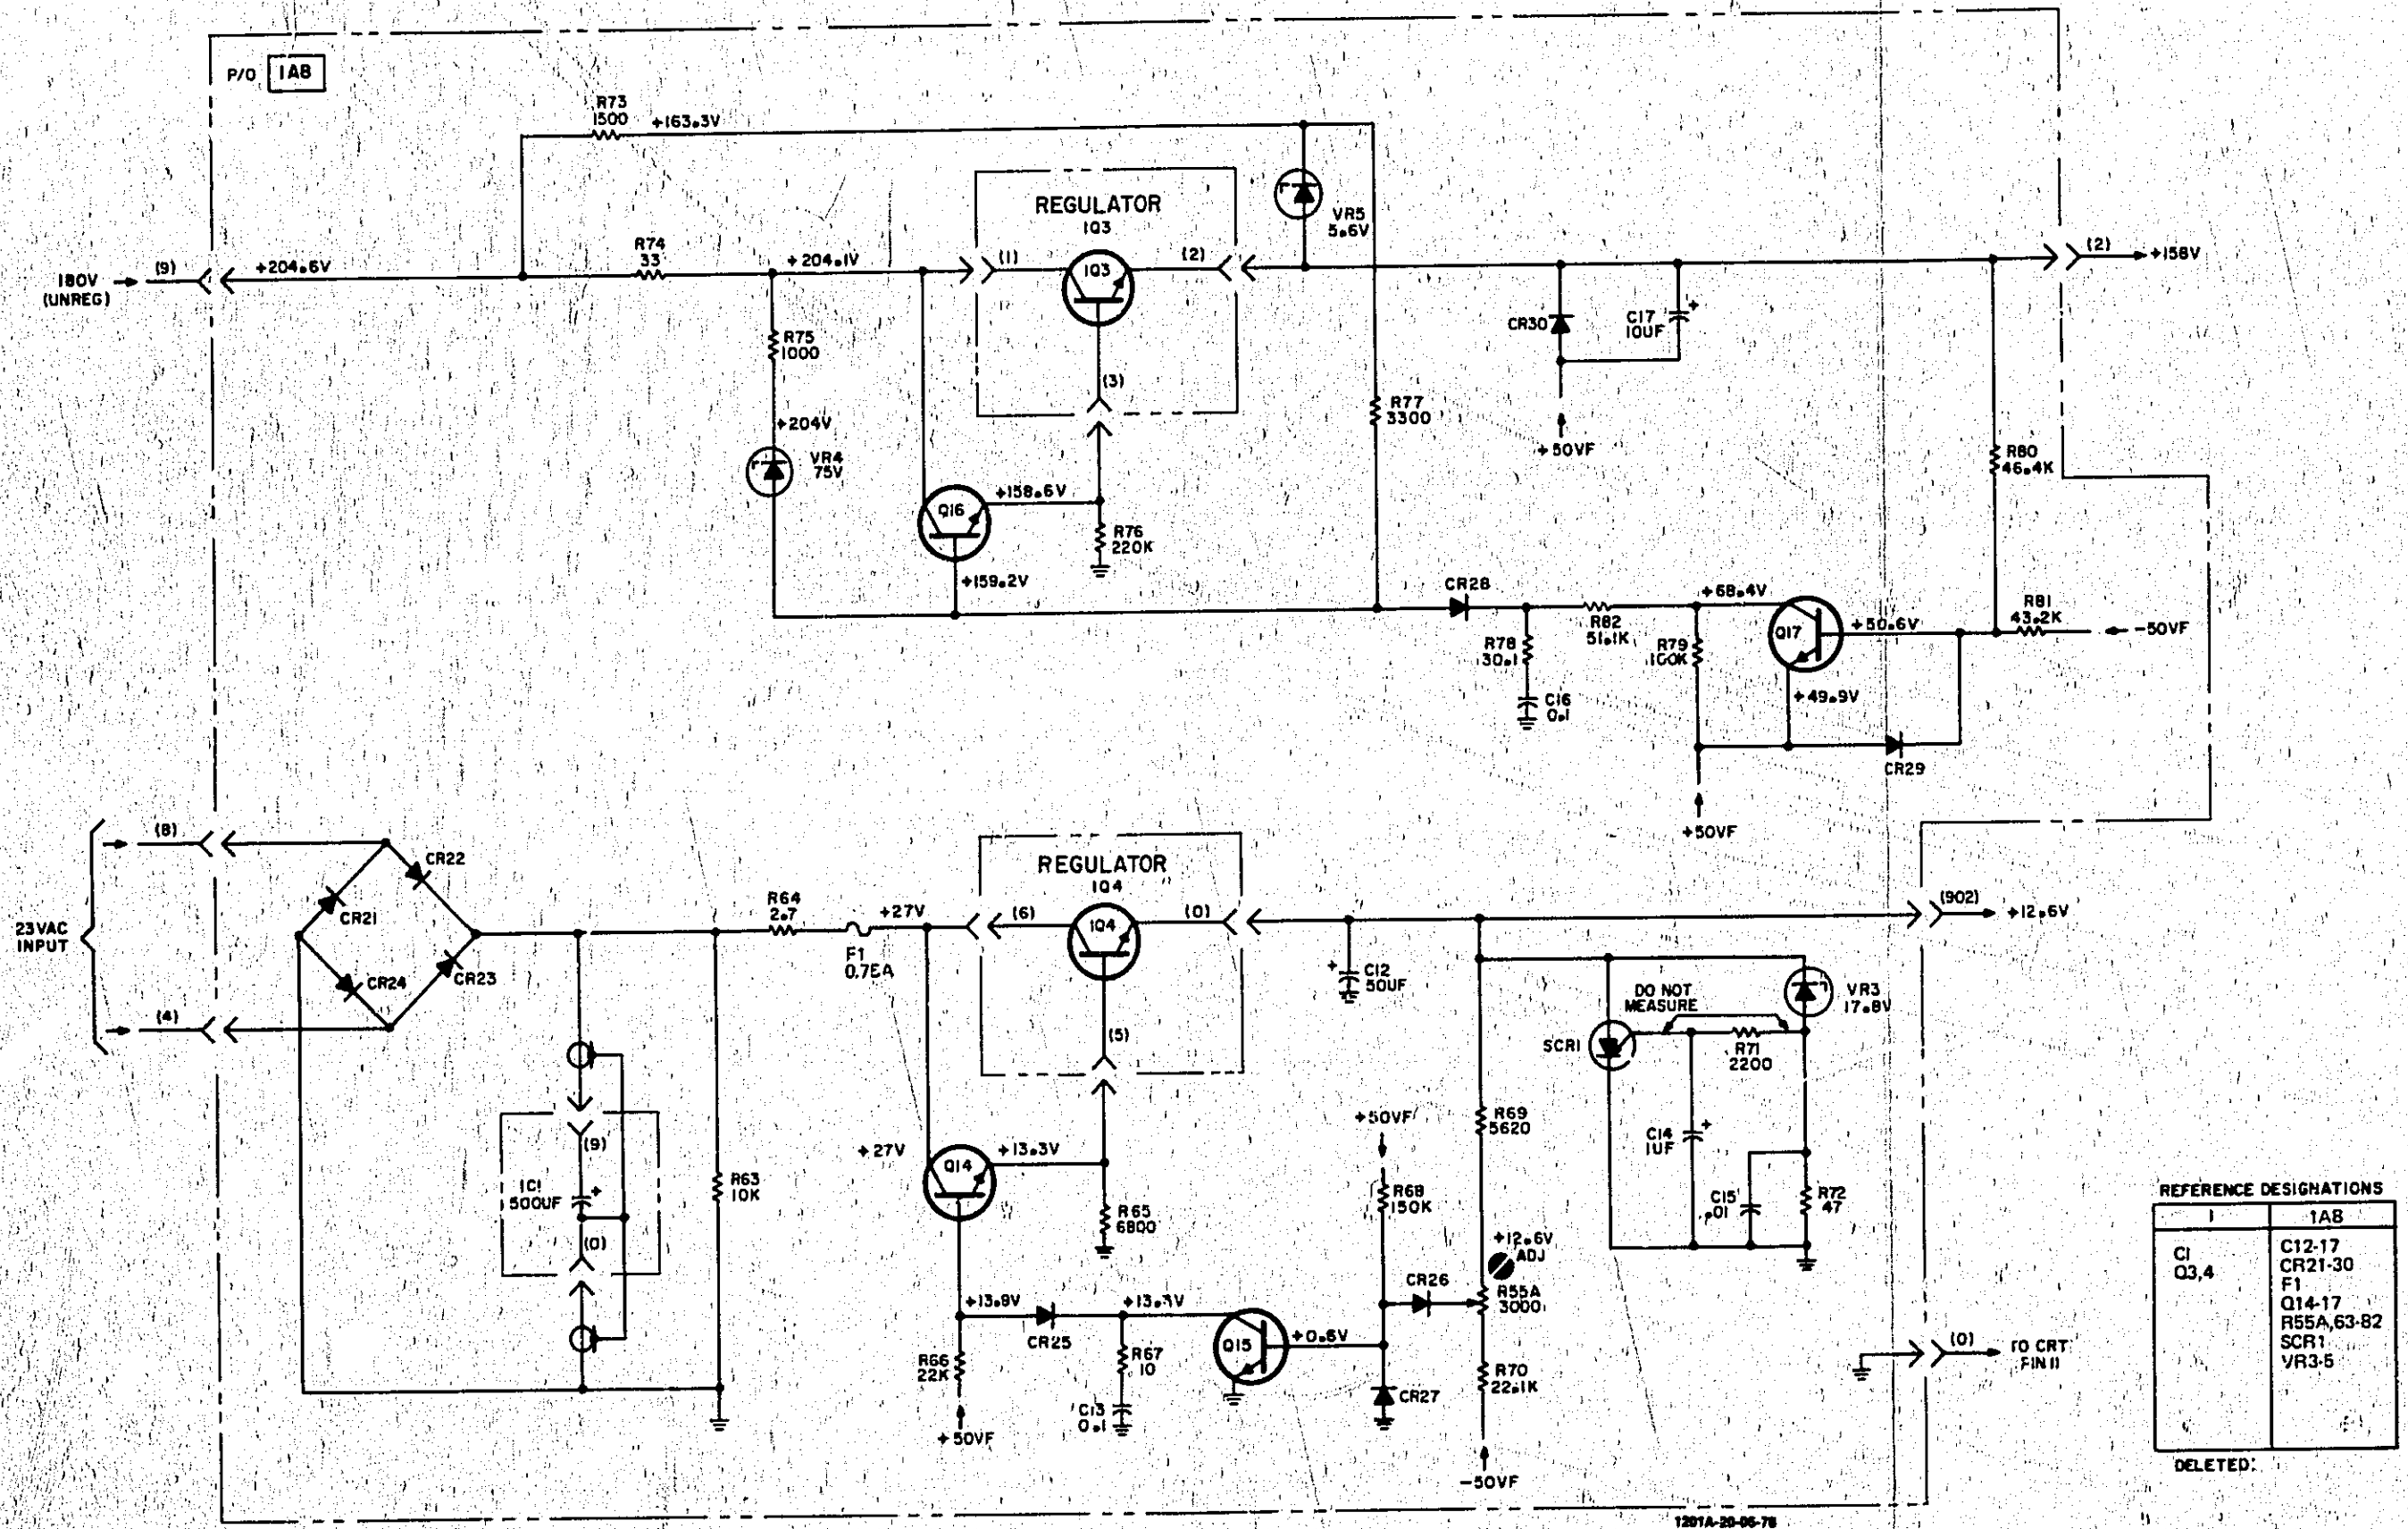 P/O 1A8
R73
1500
+163.3V
REGULATOR
1Q3
VR5
5.6V
180V
(UNREG)
(9)
+204.6V
R74
33
+204.1V
(1)
1Q3
(2)
(2)
+158V
R75
1000
(3)
CR30
C17
10UF
+
+50VF
R77
3300
+204V
VR4
75V
R80
46.4K
Q16
+158.6V
R76
220K
+159.2V
CR28
R78
30.1
C16
0.1
R82
51.1K
+68.4V
R79
100K
Q17
+50.6V
R81
43.2K
-50VF
+49.9V
CR29
+50VF
23VAC
INPUT
(8)
(4)
CR22
CR21
CR24
CR23
R64
2.7
F1
0.75A
+27V
REGULATOR
1Q4
(6)
1Q4
(0)
(5)
(902)
+12.6V
+
C12
50UF
DO NOT
MEASURE
VR3
17.8V
SCR1
R71
2200
C14
1UF
+
C15
.01
R72
47
(9)
1C1
500UF
+
(0)
R63
10K
+27V
Q14
+13.3V
R65
6800
+50VF
R68
150K
R69
5620
+12.6V
ADJ
R55A
3000
CR26
+13.9V
CR25
+13.3V
R66
22K
+50VF
R67
10
C13
0.1
Q15
+0.6V
CR27
R70
22.1K
-50VF
(0)
TO CRT
PIN 11
REFERENCE DESIGNATIONS
1
1A8
C1
Q3,4
C12-17
CR21-30
F1
Q14-17
R55A,63-82
SCR1
VR3-5
DELETED:
1201A-20-05-78